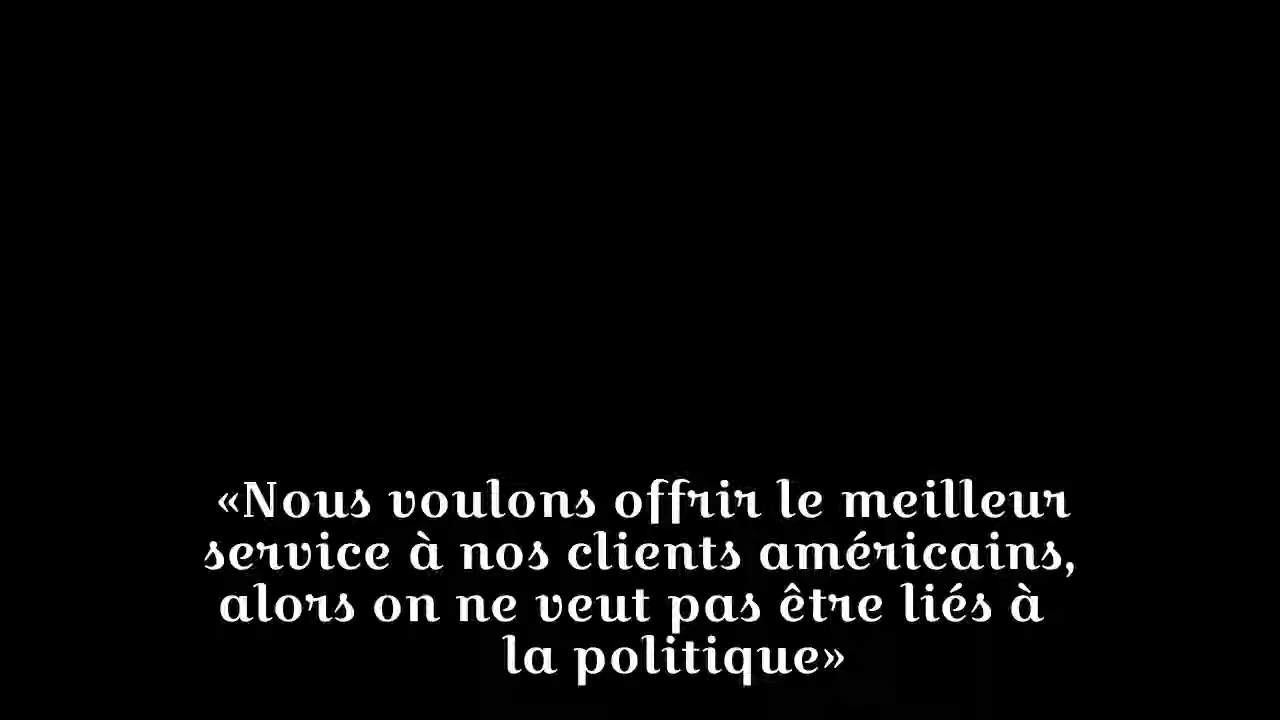 «Nous voulons offrir le meilleur
service à nos clients américains,
alors on ne veut pas être liés à
la politique»